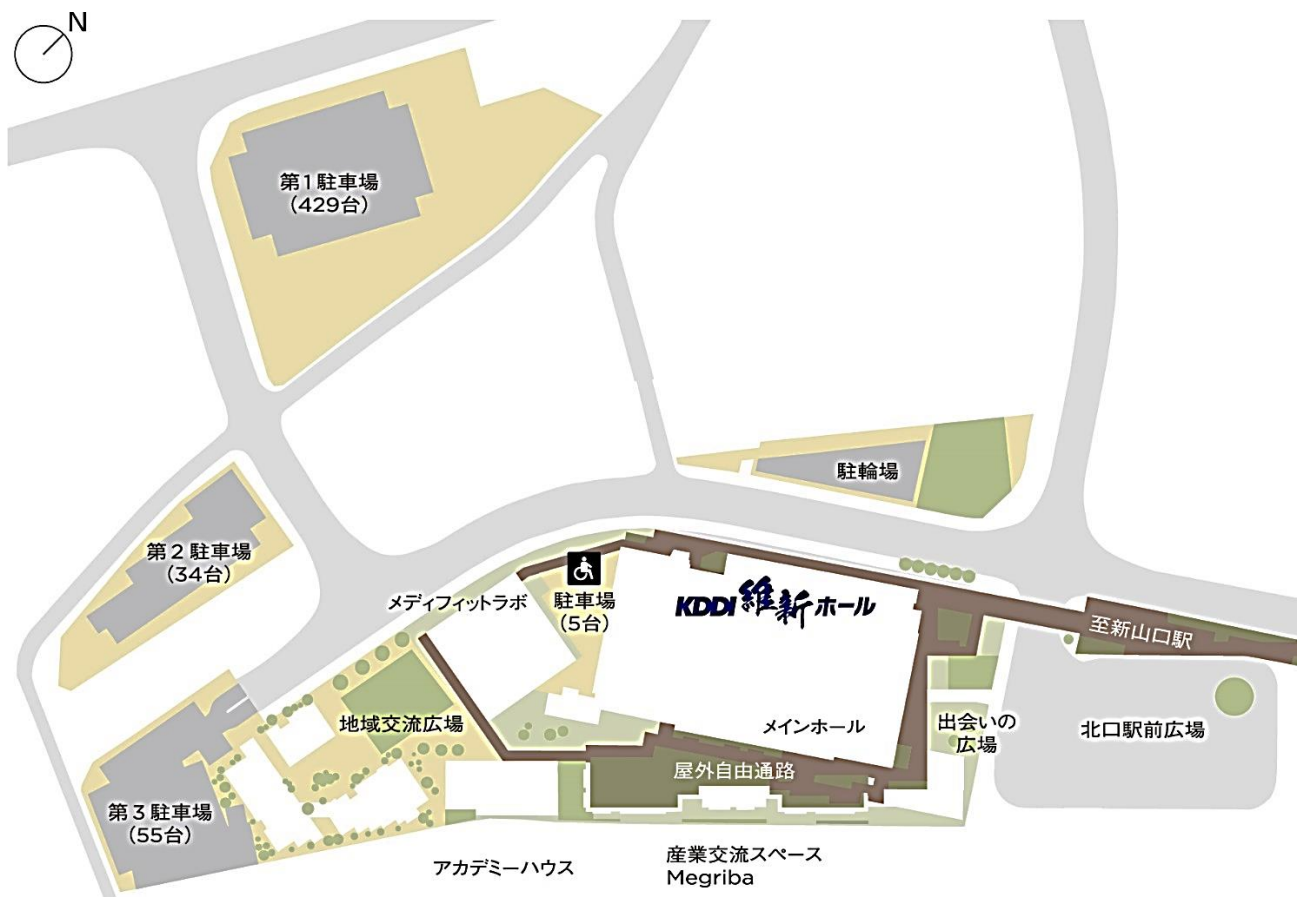 N
第1駐車場
(429台)
駐輪場
第2駐車場
(34台)
メディフィットラボ
駐車場
(5台)
KDDI維新ホール
至新山口駅
地域交流広場
メインホール
出会いの
広場
北口駅前広場
屋外自由通路
第3駐車場
(55台)
アカデミーハウス
産業交流スペース
Megriba